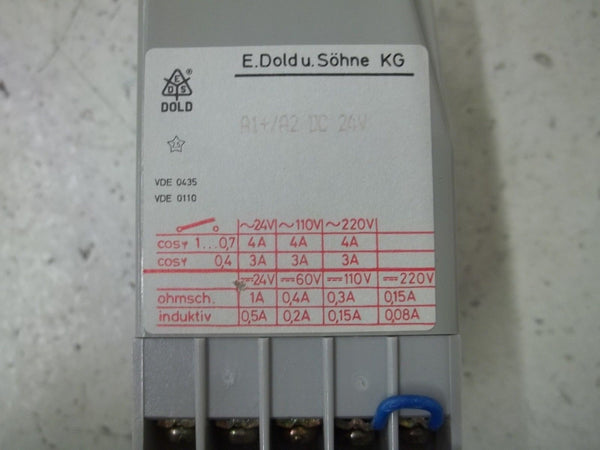 E. Dold u. Söhne KG
E
D S
®
DOLD
A1+/A2 DC 24V
VDE 0435
VDE 0110
~24V ~110V ~220V
cosφ 1...0,7 4A 4A 4A
cosφ 0,4 3A 3A 3A
⎓24V ⎓60V ⎓110V ⎓220V
ohmsch. 1A 0,4A 0,3A 0,15A
induktiv 0,5A 0,2A 0,15A 0,08A